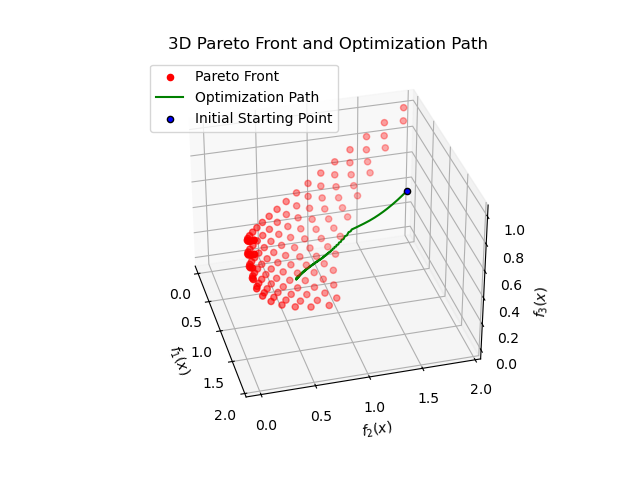 3D Pareto Front and Optimization Path
Pareto Front
Optimization Path
Initial Starting Point
0.0
0.5
1.0
1.5
2.0
f₁(x)
0.0
0.5
1.0
1.5
2.0
f₂(x)
0.0
0.2
0.4
0.6
0.8
1.0
f₃(x)